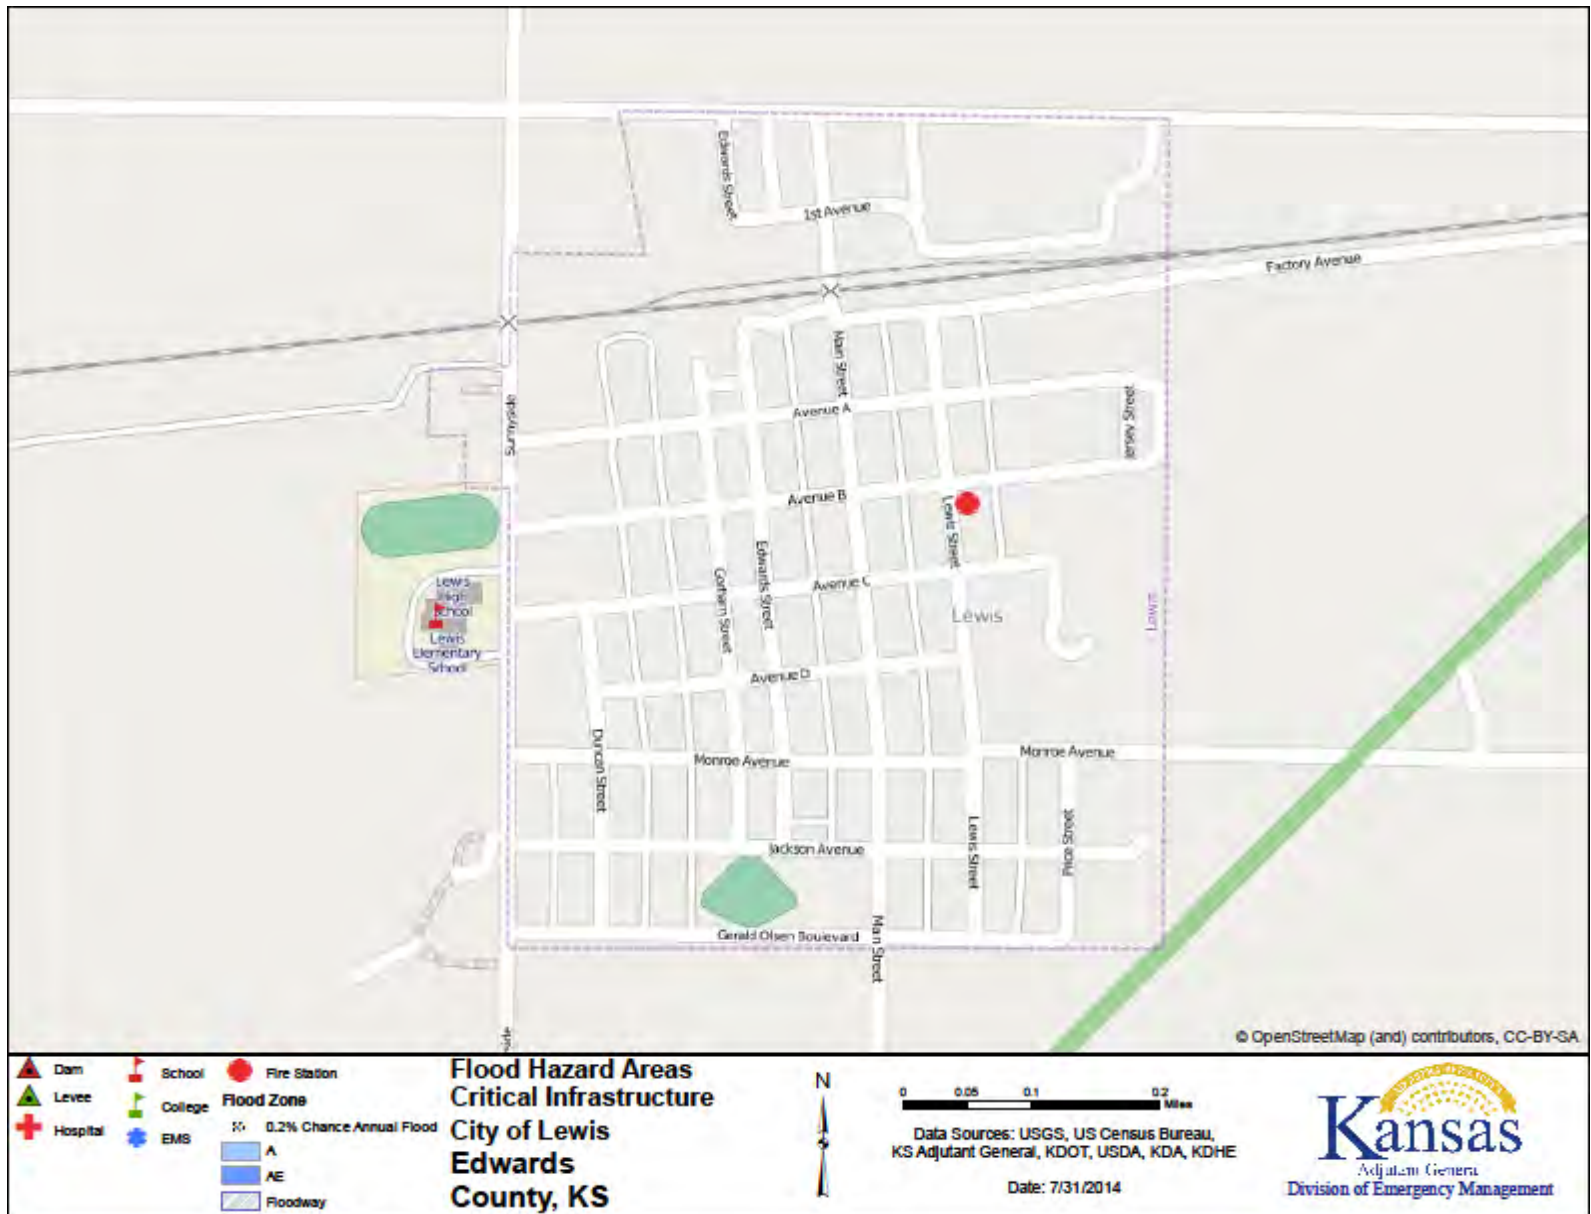 Edwards Street
1st Avenue
Factory Avenue
Main Street
Sunnyside
Avenue A
Jersey Street
Avenue B
Lewis Street
Edwards Street
Gorham Street
Avenue C
Lewis
High
School
Lewis
Lewis
Lewis
Elementary
School
Avenue D
Duncan Street
Monroe Avenue
Monroe Avenue
Lewis Street
Price Street
Jackson Avenue
Gerald Olsen Boulevard
Main Street
© OpenStreetMap (and) contributors, CC-BY-SA
Dam
Levee
Hospital
School
College
EMS
Fire Station
Flood Zone
0.2% Chance Annual Flood
A
AE
Floodway
Flood Hazard Areas
Critical Infrastructure
City of Lewis
Edwards
County, KS
N
0 0.05 0.1 0.2
Miles
Data Sources: USGS, US Census Bureau,
KS Adjutant General, KDOT, USDA, KDA, KDHE
Date: 7/31/2014
Kansas
Adjutant General
Division of Emergency Management